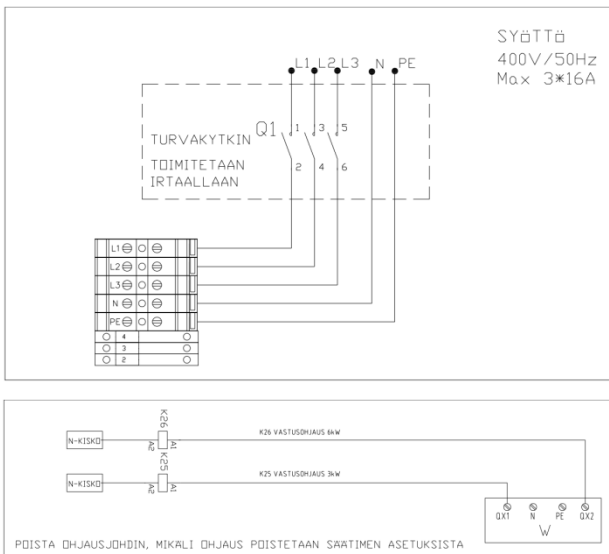 SYÖTTÖ
400V/50Hz
Max 3*16A
L1 L2 L3 N PE
Q1 1 3 5
TURVAKYTKIN
TOIMITETAAN
IRTAALLAAN
2 4 6
L1
L2
L3
N
PE
4
3
2
K26
N-KISKO
A2 A1
K26 VASTUSOHJAUS 6kW
K25
N-KISKO
A2 A1
K25 VASTUSOHJAUS 3kW
QX1 N PE QX2
W
POISTA OHJAUSJOHDIN, MIKÄLI OHJAUS POISTETAAN SÄÄTIMEN ASETUKSISTA